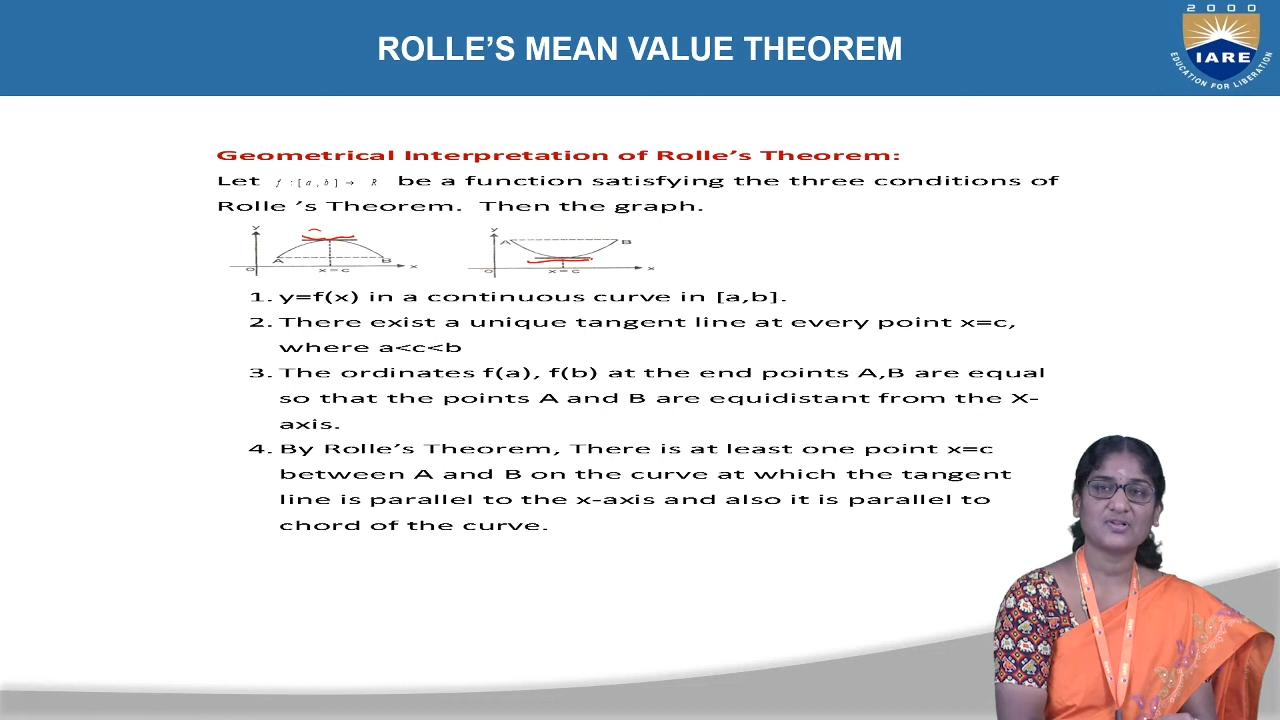 ROLLE’S MEAN VALUE THEOREM
2000
IARE
EDUCATION FOR LIBERATION
Geometrical Interpretation of Rolle’s Theorem:
Let f :[a,b] → R be a function satisfying the three conditions of
Rolle ’s Theorem. Then the graph.
y
A
B
o
x=c
x
y
A
B
o
x=c
x
1. y=f(x) in a continuous curve in [a,b].
2. There exist a unique tangent line at every point x=c,
where a<c<b
3. The ordinates f(a), f(b) at the end points A,B are equal
so that the points A and B are equidistant from the X-
axis.
4. By Rolle’s Theorem, There is at least one point x=c
between A and B on the curve at which the tangent
line is parallel to the x-axis and also it is parallel to
chord of the curve.